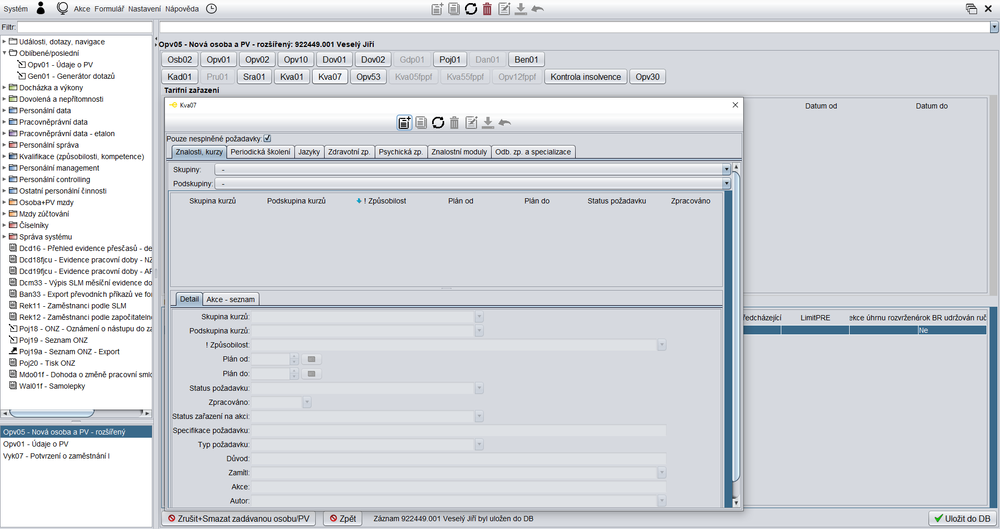 Systém Akce Formulář Nastavení Nápověda
Filtr:
Události, dotazy, navigace
Oblíbené/poslední
Opv01 - Údaje o PV
Gen01 - Generátor dotazů
Docházka a výkony
Dovolená a nepřítomnosti
Personální data
Pracovněprávní data
Pracovněprávní data - etalon
Personální správa
Kvalifikace (způsobilosti, kompetence)
Personální management
Personální controlling
Ostatní personální činnosti
Osoba+PV mzdy
Mzdy zúčtování
Číselníky
Správa systému
Dcd16 - Přehled evidence přesčasů - de
Dcd18fjcu - Evidence pracovní doby - NZ
Dcd19fjcu - Evidence pracovní doby - AF
Dcm33 - Výpis SLM měsíční evidence do
Ban33 - Export převodních příkazů ve for
Rek11 - Zaměstnanci podle SLM
Rek12 - Zaměstnanci podle započitateln
Poj18 - ONZ - Oznámení o nástupu do za
Poj19 - Seznam ONZ
Poj19a - Seznam ONZ - Export
Poj20 - Tisk ONZ
Mdo01f - Dohoda o změně pracovní smlo
Wal01f - Samolepky
Opv05 - Nová osoba a PV - rozšířený
Opv01 - Údaje o PV
Vyk07 - Potvrzení o zaměstnání I
Opv05 - Nová osoba a PV - rozšířený: 922449.001 Veselý Jiří
Osb02 Opv01 Opv02 Opv10 Dov01 Dov02 Gdp01 Poj01 Dan01 Ben01
Kad01 Pru01 Sra01 Kva01 Kva07 Opv53 Kva05fppf Kva55fppf Opv12fppf Kontrola insolvence Opv30
Tarifní zařazení
Datum od Datum do
Kva07
Pouze nesplněné požadavky:
Znalosti, kurzy Periodická školení Jazyky Zdravotní zp. Psychická zp. Znalostní moduly Odb. zp. a specializace
Skupiny: -
Podskupiny: -
Skupina kurzů Podskupina kurzů ! Způsobilost Plán od Plán do Status požadavku Zpracováno
Detail Akce - seznam
Skupina kurzů:
Podskupina kurzů:
! Způsobilost:
Plán od:
Plán do:
Status požadavku:
Zpracováno:
Status zařazení na akci:
Specifikace požadavku:
Typ požadavku:
Důvod:
Zamítl:
Akce:
Autor:
ředcházející LimitPRE ekce úhrnu rozvržené rok BR udržován ruč
Ne
Zrušit+Smazat zadávanou osobu/PV Zpět Záznam 922449.001 Veselý Jiří byl uložen do DB Uložit do DB